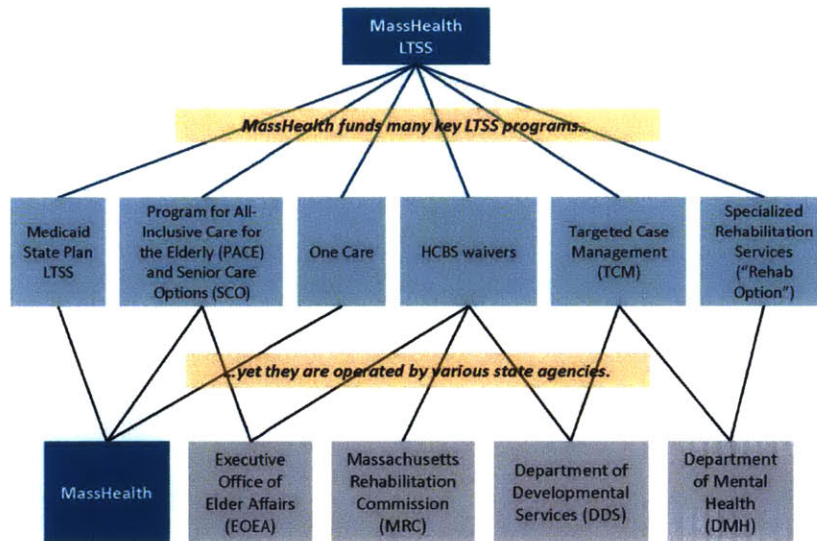 MassHealth
LTSS
MassHealth funds many key LTSS programs...
Medicaid
State Plan
LTSS
Program for All-
Inclusive Care for
the Elderly (PACE)
and Senior Care
Options (SCO)
One Care
HCBS waivers
Targeted Case
Management
(TCM)
Specialized
Rehabilitation
Services
("Rehab
Option")
...yet they are operated by various state agencies.
MassHealth
Executive
Office of
Elder Affairs
(EOEA)
Massachusetts
Rehabilitation
Commission
(MRC)
Department of
Developmental
Services (DDS)
Department
of Mental
Health
(DMH)